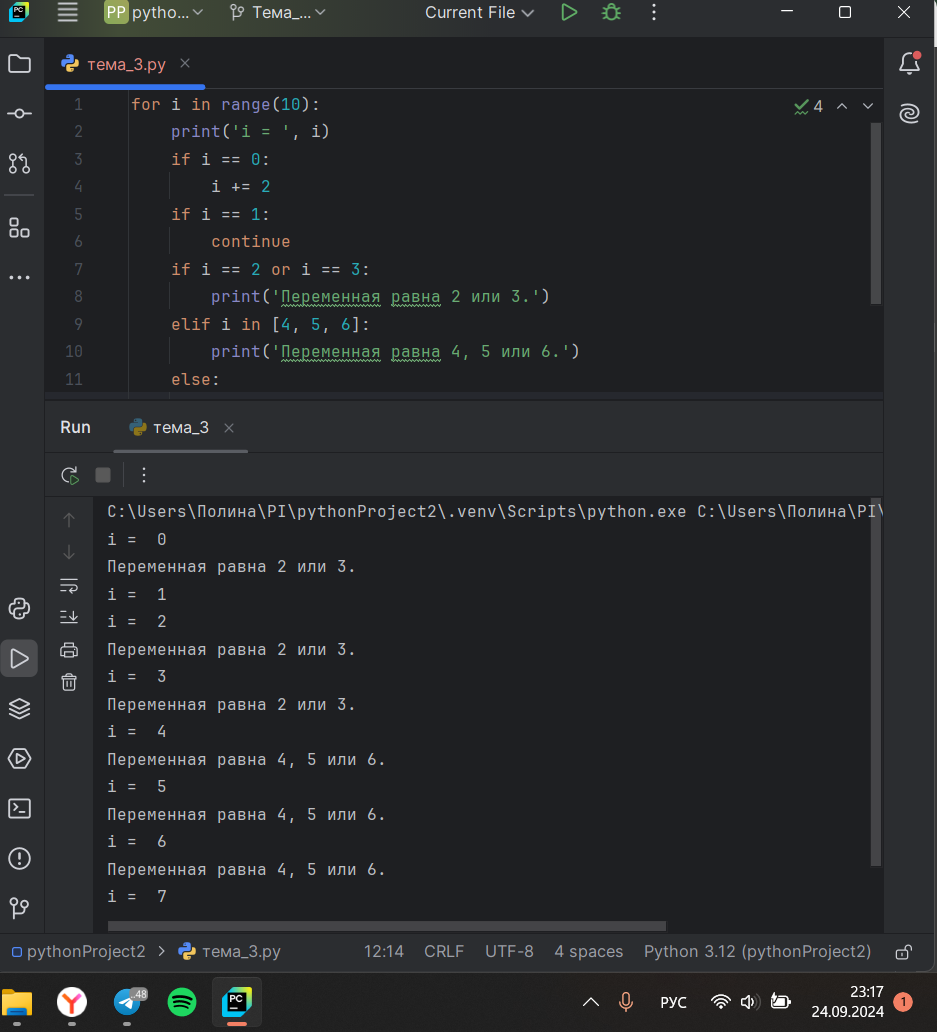 PC PP pytho... Тема_... Current File
тема_3.py
4
1 for i in range(10):
2 print('i = ', i)
3 if i == 0:
4 i += 2
5 if i == 1:
6 continue
7 if i == 2 or i == 3:
8 print('Переменная равна 2 или 3.')
9 elif i in [4, 5, 6]:
10 print('Переменная равна 4, 5 или 6.')
11 else:
Run тема_3
C:\Users\Полина\PI\pythonProject2\.venv\Scripts\python.exe C:\Users\Полина\PI\
i =  0
Переменная равна 2 или 3.
i =  1
i =  2
Переменная равна 2 или 3.
i =  3
Переменная равна 2 или 3.
i =  4
Переменная равна 4, 5 или 6.
i =  5
Переменная равна 4, 5 или 6.
i =  6
Переменная равна 4, 5 или 6.
i =  7
pythonProject2 > тема_3.py 12:14 CRLF UTF-8 4 spaces Python 3.12 (pythonProject2)
Y ..48 PC РУС 23:17
24.09.2024 1